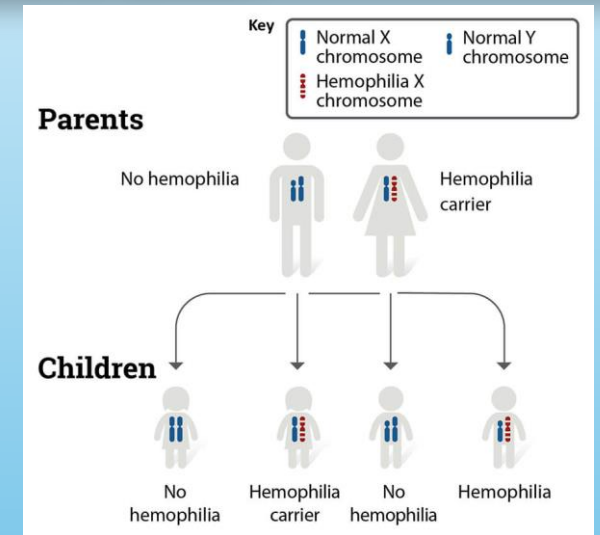 Key
Normal X
chromosome
Normal Y
chromosome
Hemophilia X
chromosome
Parents
No hemophilia
Hemophilia
carrier
Children
No
hemophilia
Hemophilia
carrier
No
hemophilia
Hemophilia